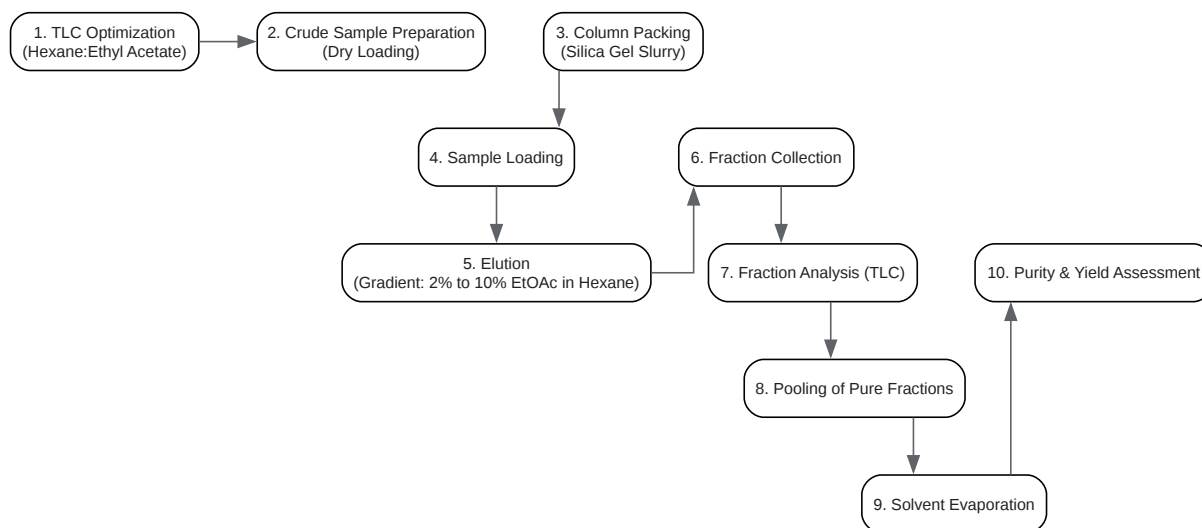 1. TLC Optimization
(Hexane:Ethyl Acetate)
2. Crude Sample Preparation
(Dry Loading)
3. Column Packing
(Silica Gel Slurry)
4. Sample Loading
5. Elution
(Gradient: 2% to 10% EtOAc in Hexane)
6. Fraction Collection
7. Fraction Analysis (TLC)
8. Pooling of Pure Fractions
9. Solvent Evaporation
10. Purity & Yield Assessment